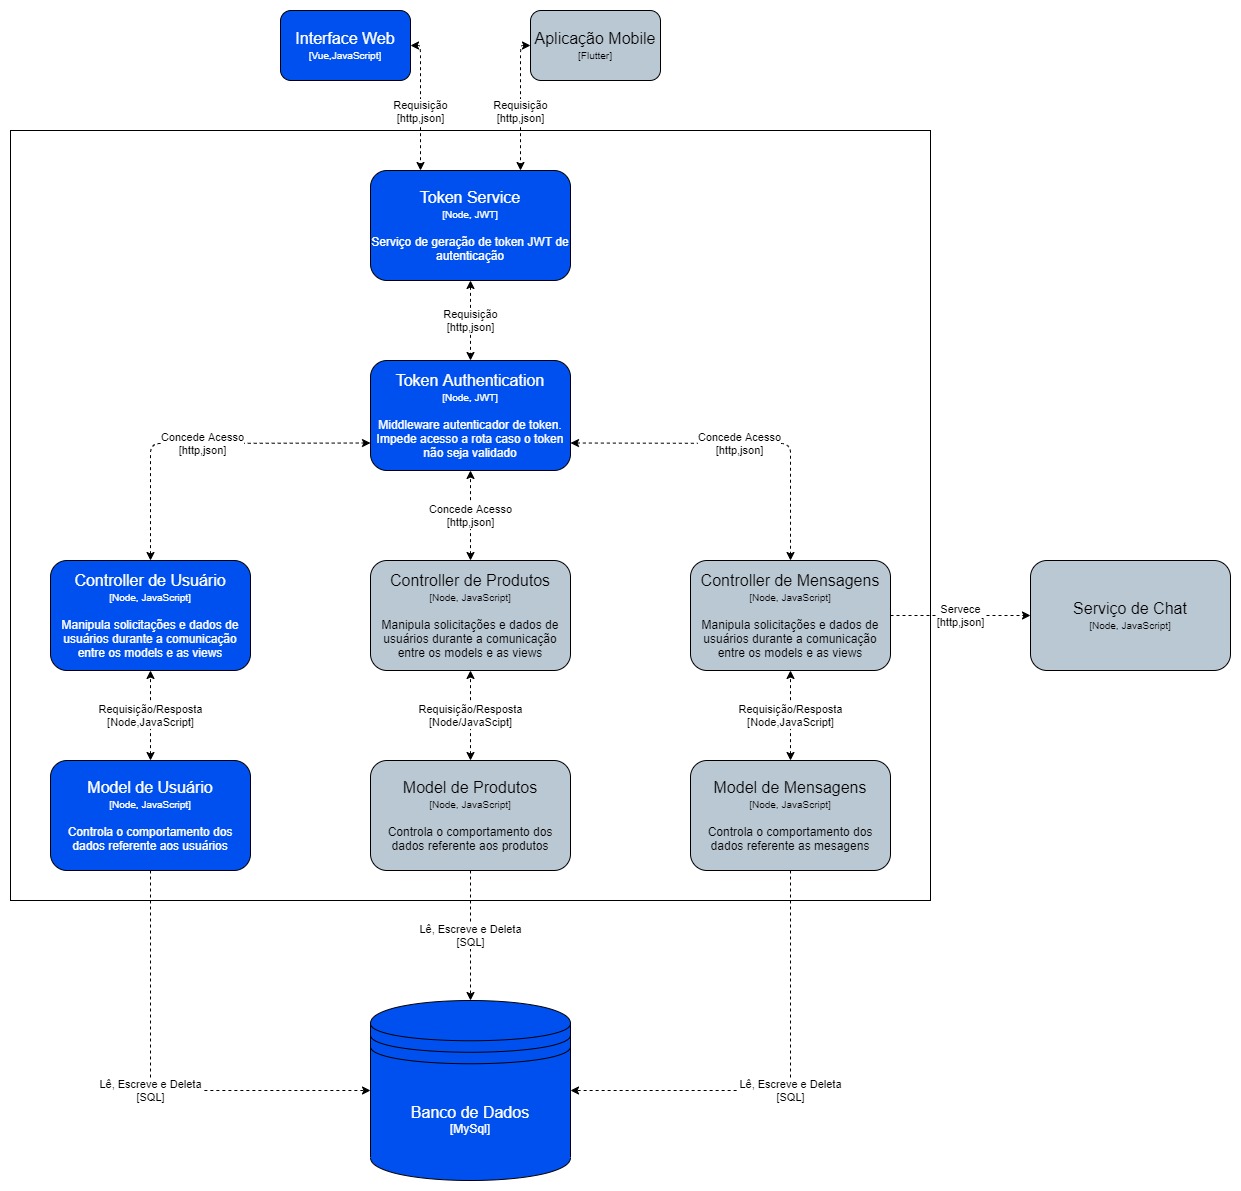 Interface Web
[Vue,JavaScript]
Aplicação Mobile
[Flutter]
Requisição
[http,json]
Requisição
[http,json]
Token Service
[Node, JWT]
Serviço de geração de token JWT de
autenticação
Requisição
[http,json]
Token Authentication
[Node, JWT]
Middleware autenticador de token.
Impede acesso a rota caso o token
não seja validado
Concede Acesso
[http,json]
Concede Acesso
[http,json]
Concede Acesso
[http,json]
Controller de Usuário
[Node, JavaScript]
Manipula solicitações e dados de
usuários durante a comunicação
entre os models e as views
Controller de Produtos
[Node, JavaScript]
Manipula solicitações e dados de
usuários durante a comunicação
entre os models e as views
Controller de Mensagens
[Node, JavaScript]
Manipula solicitações e dados de
usuários durante a comunicação
entre os models e as views
Servece
[http,json]
Serviço de Chat
[Node, JavaScript]
Requisição/Resposta
[Node,JavaScript]
Requisição/Resposta
[Node/JavaScipt]
Requisição/Resposta
[Node,JavaScript]
Model de Usuário
[Node, JavaScript]
Controla o comportamento dos
dados referente aos usuários
Model de Produtos
[Node, JavaScript]
Controla o comportamento dos
dados referente aos produtos
Model de Mensagens
[Node, JavaScript]
Controla o comportamento dos
dados referente as mesagens
Lê, Escreve e Deleta
[SQL]
Lê, Escreve e Deleta
[SQL]
Lê, Escreve e Deleta
[SQL]
Banco de Dados
[MySql]